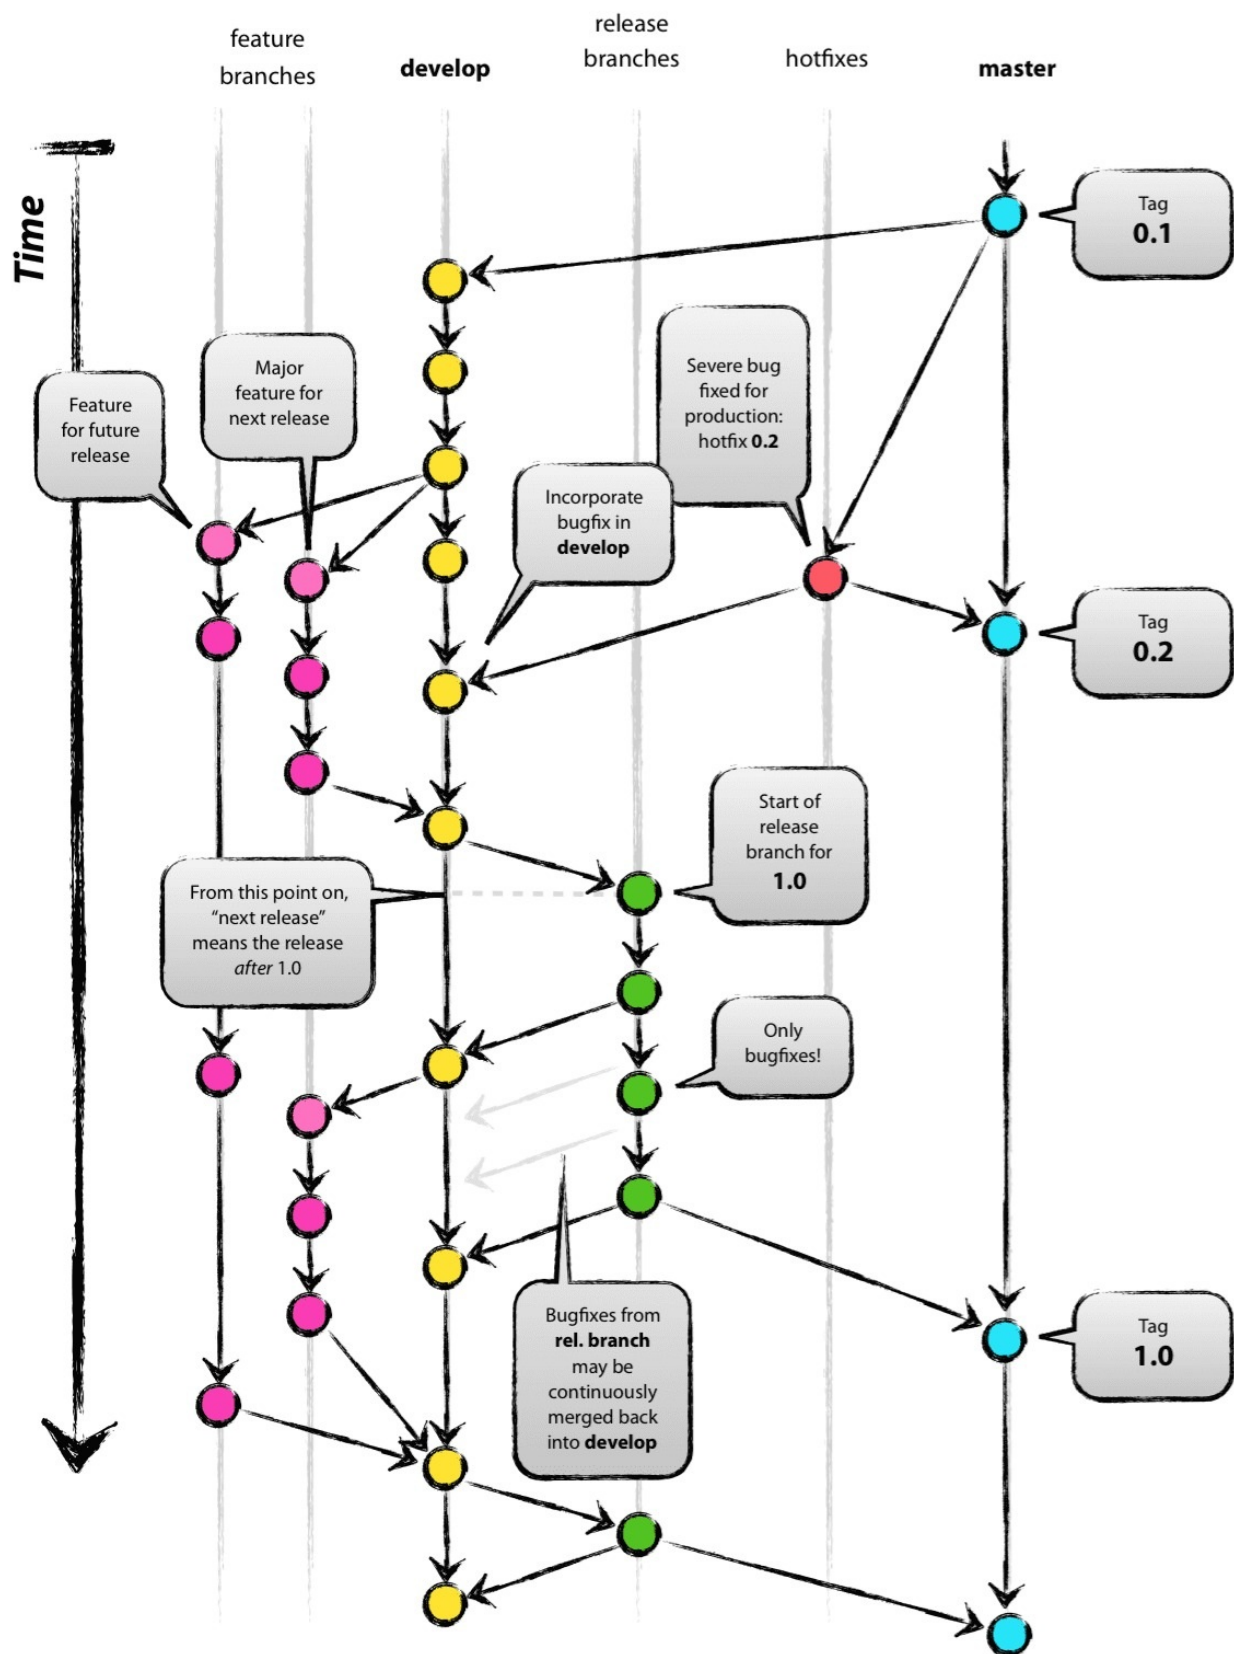 feature
branches
develop
release
branches
hotfixes
master
Time
Tag
0.1
Major
feature for
next release
Severe bug
fixed for
production:
hotfix 0.2
Feature
for future
release
Incorporate
bugfix in
develop
Tag
0.2
Start of
release
branch for
1.0
From this point on,
“next release”
means the release
after 1.0
Only
bugfixes!
Bugfixes from
rel. branch
may be
continuously
merged back
into develop
Tag
1.0